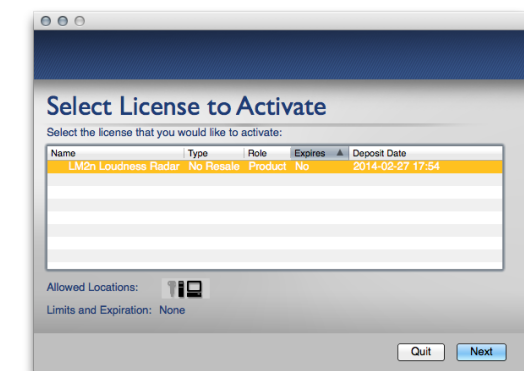 Select License to Activate
Select the license that you would like to activate:
Name Type Role Expires Deposit Date
LM2n Loudness Radar No Resale Product No 2014-02-27 17:54
Allowed Locations:
Limits and Expiration: None
Quit Next